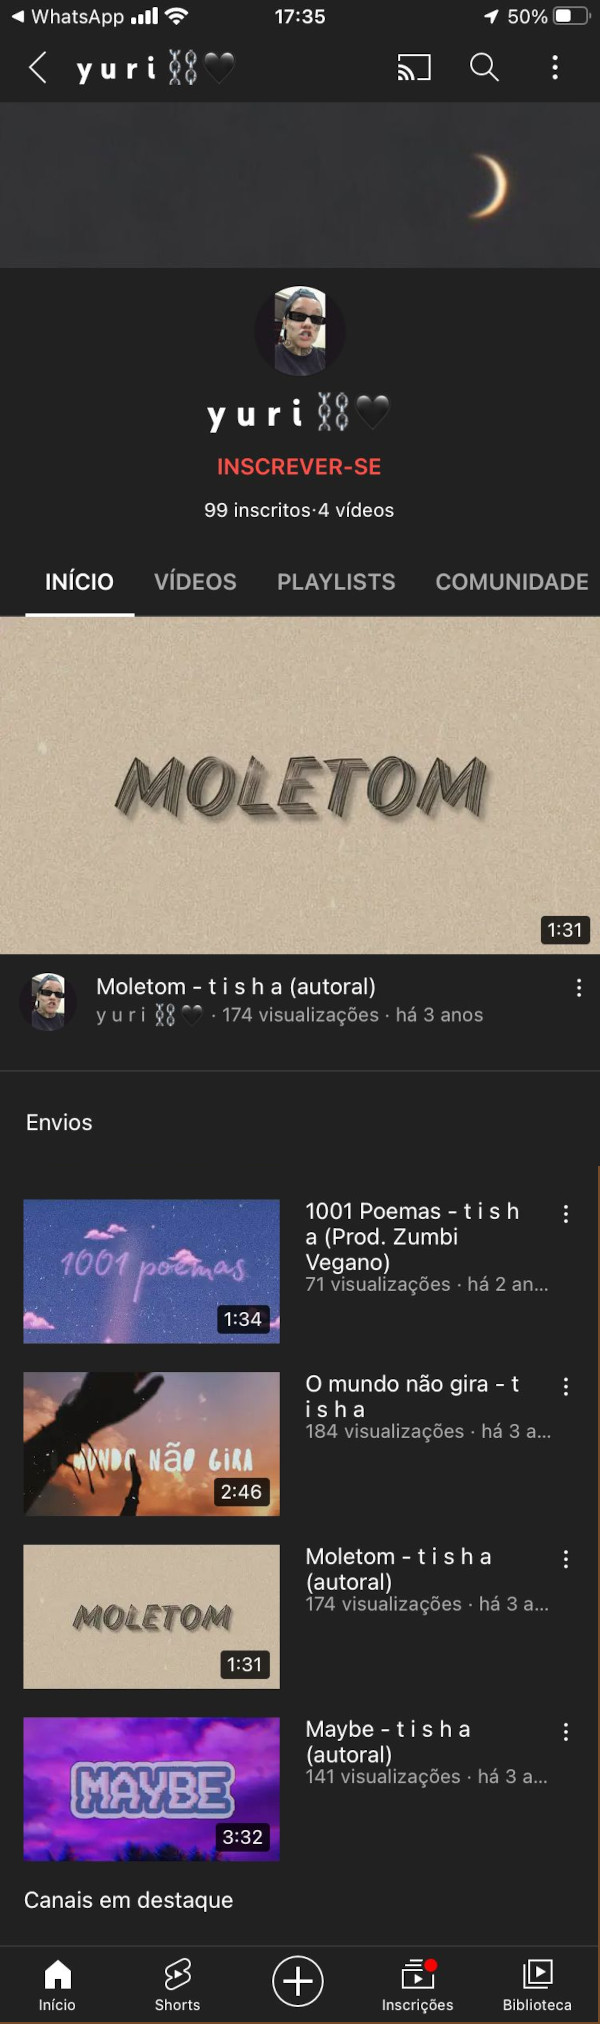 WhatsApp 17:35 50%
y u r i ⛓️🖤
y u r i ⛓️🖤
INSCREVER-SE
99 inscritos·4 vídeos
INÍCIO VÍDEOS PLAYLISTS COMUNIDADE
MOLETOM
1:31
Moletom - t i s h a (autoral)
y u r i ⛓️🖤 · 174 visualizações · há 3 anos
Envios
1001 poemas
1:34
1001 Poemas - t i s h
a (Prod. Zumbi
Vegano)
71 visualizações · há 2 an...
MUNDO NÃO GIRA
2:46
O mundo não gira - t
i s h a
184 visualizações · há 3 a...
MOLETOM
1:31
Moletom - t i s h a
(autoral)
174 visualizações · há 3 a...
MAYBE
3:32
Maybe - t i s h a
(autoral)
141 visualizações · há 3 a...
Canais em destaque
Início Shorts Inscrições Biblioteca